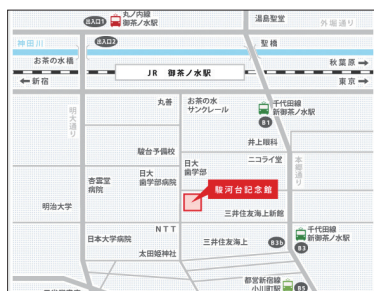 丸ノ内線
御茶ノ水駅
出入口1
湯島聖堂
外堀通り
神田川
出入口2
聖橋
お茶の水橋
秋葉原→
JR 御茶ノ水駅
←新宿
東京→
丸善
お茶の水
サンクレール
千代田線
新御茶ノ水駅
B1
明大通り
井上眼科
駿台予備校
ニコライ堂
本郷通り
日大
歯学部
日大
歯学部病院
杏雲堂
病院
駿河台記念館
明治大学
三井住友海上新館
NTT
日本大学病院
三井住友海上
B3b
千代田線
新御茶ノ水駅
B3
太田姫神社
都営新宿線
小川町駅
B5